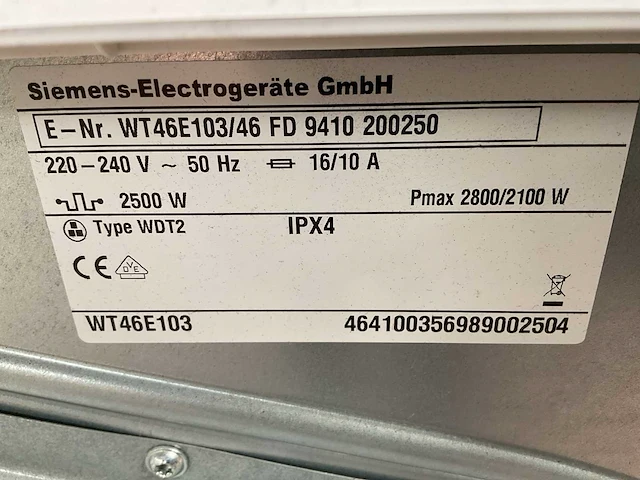 Siemens-Electrogeräte GmbH
E-Nr. WT46E103/46 FD 9410 200250
220-240 V ~ 50 Hz 16/10 A
2500 W Pmax 2800/2100 W
Type WDT2 IPX4
CE DVE
WT46E103 464100356989002504